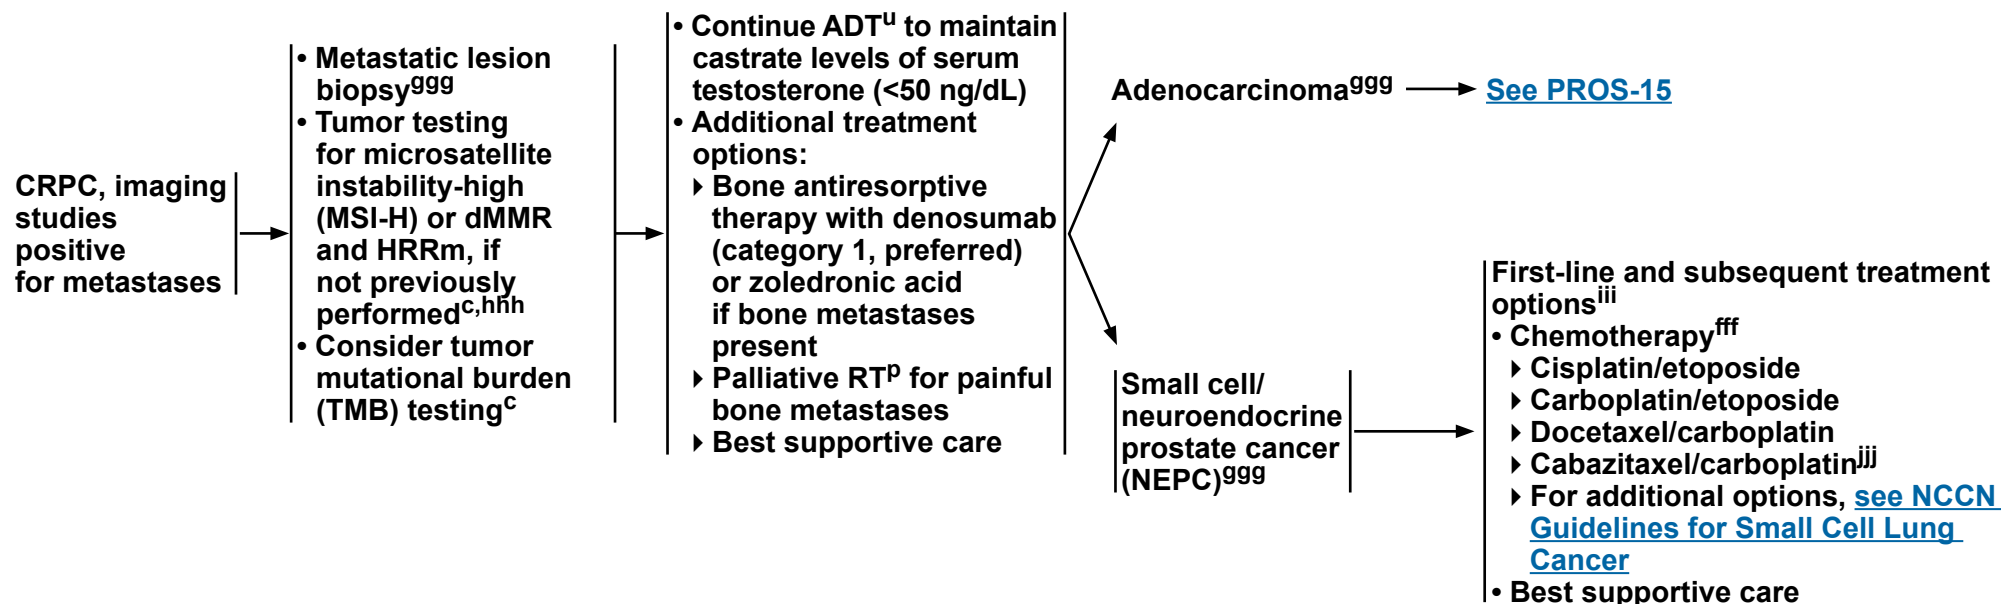 CRPC, imaging
studies
positive
for metastases
• Metastatic lesion
biopsyggg
• Tumor testing
for microsatellite
instability-high
(MSI-H) or dMMR
and HRRm, if
not previously
performedc,hhh
• Consider tumor
mutational burden
(TMB) testingc
• Continue ADTu to maintain
castrate levels of serum
testosterone (<50 ng/dL)
• Additional treatment
options:
▸ Bone antiresorptive
therapy with denosumab
(category 1, preferred)
or zoledronic acid
if bone metastases
present
▸ Palliative RTp for painful
bone metastases
▸ Best supportive care
Adenocarcinomaggg
See PROS-15
Small cell/
neuroendocrine
prostate cancer
(NEPC)ggg
First-line and subsequent treatment
optionsiii
• Chemotherapyfff
▸ Cisplatin/etoposide
▸ Carboplatin/etoposide
▸ Docetaxel/carboplatin
▸ Cabazitaxel/carboplatinjjj
▸ For additional options, see NCCN
Guidelines for Small Cell Lung
Cancer
• Best supportive care